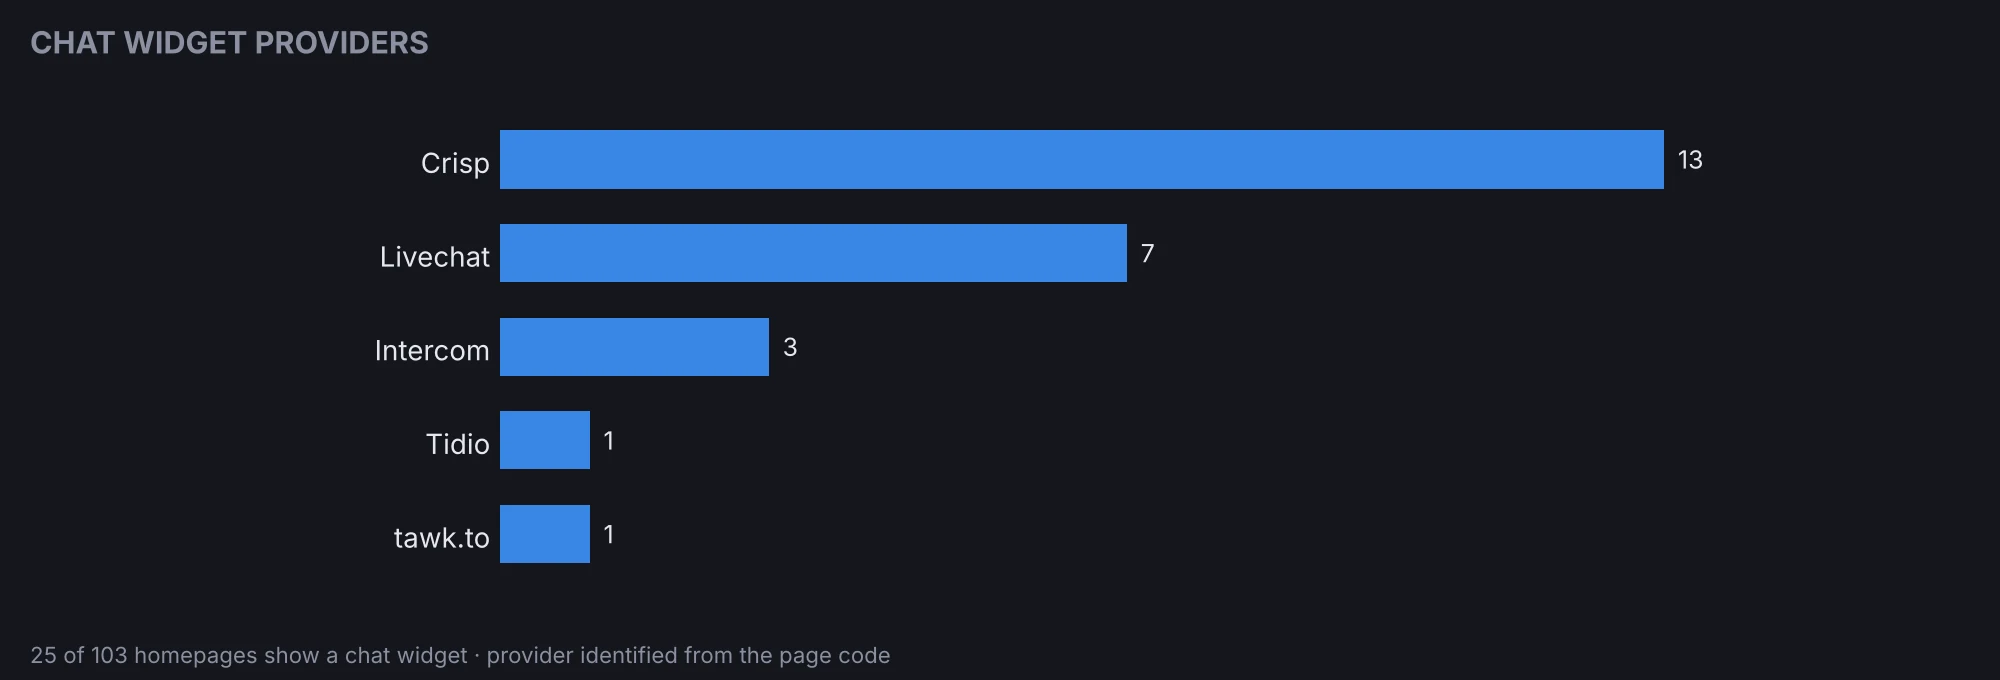 CHAT WIDGET PROVIDERS
Crisp 13
Livechat 7
Intercom 3
Tidio 1
tawk.to 1
25 of 103 homepages show a chat widget · provider identified from the page code